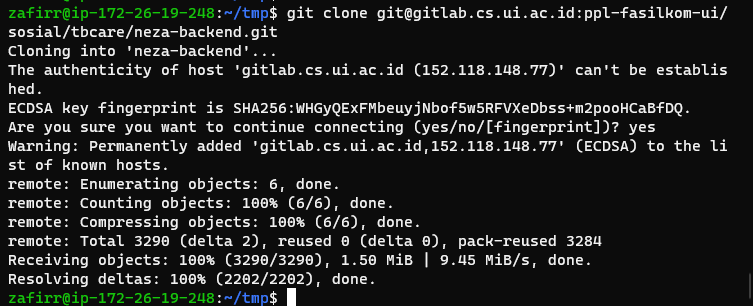 zafirr@ip-172-26-19-248:~/tmp$ git clone git@gitlab.cs.ui.ac.id:ppl-fasilkom-ui/
sosial/tbcare/neza-backend.git
Cloning into 'neza-backend'...
The authenticity of host 'gitlab.cs.ui.ac.id (152.118.148.77)' can't be establis
hed.
ECDSA key fingerprint is SHA256:WHGyQExFMbeuyjNbof5w5RFVXeDbss+m2pooHCaBfDQ.
Are you sure you want to continue connecting (yes/no/[fingerprint])? yes
Warning: Permanently added 'gitlab.cs.ui.ac.id,152.118.148.77' (ECDSA) to the li
st of known hosts.
remote: Enumerating objects: 6, done.
remote: Counting objects: 100% (6/6), done.
remote: Compressing objects: 100% (6/6), done.
remote: Total 3290 (delta 2), reused 0 (delta 0), pack-reused 3284
Receiving objects: 100% (3290/3290), 1.50 MiB | 9.45 MiB/s, done.
Resolving deltas: 100% (2202/2202), done.
zafirr@ip-172-26-19-248:~/tmp$